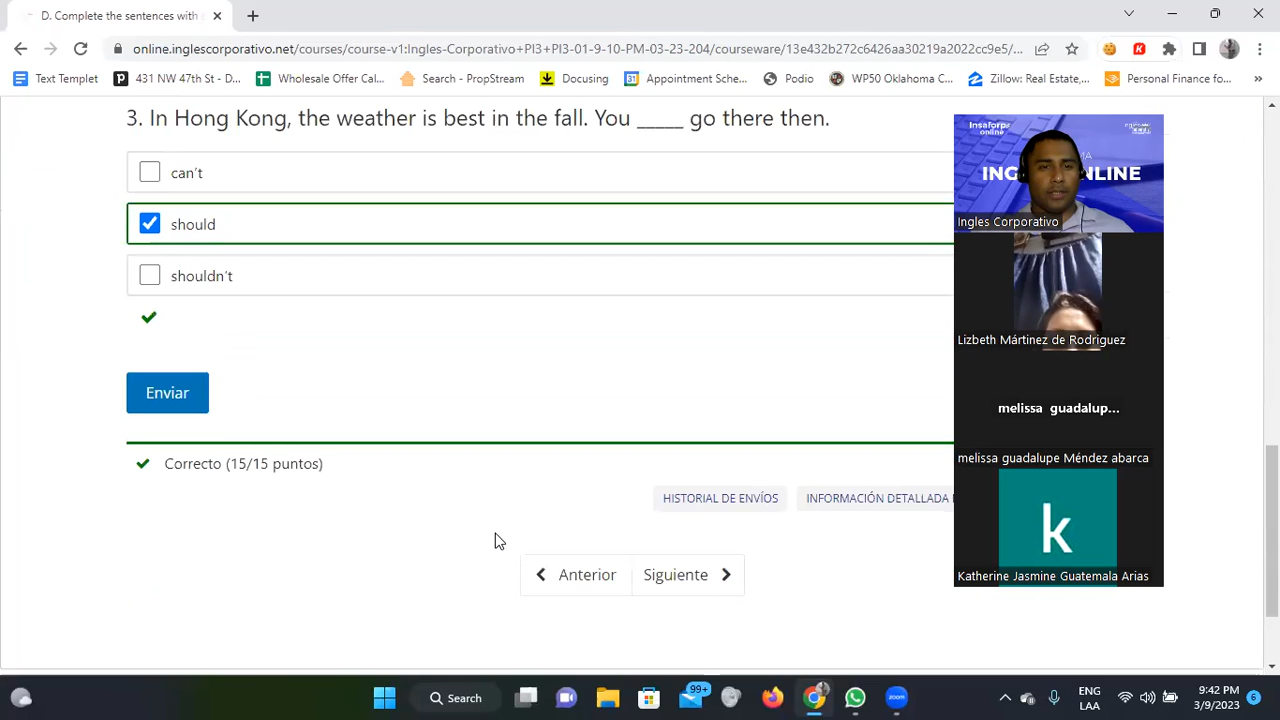 D. Complete the sentences with
online.inglescorporativo.net/courses/course-v1:Ingles-Corporativo+PI3+PI3-01-9-10-PM-03-23-204/courseware/13e432b272c6426aa30219a2022cc9e5/...
Text Templet
431 NW 47th St - D...
Wholesale Offer Cal...
Search - PropStream
Docusing
Appointment Sche...
Podio
WP50 Oklahoma C...
Zillow: Real Estate,...
Personal Finance fo...
»
3. In Hong Kong, the weather is best in the fall. You _____ go there then.
can't
should
shouldn't
Enviar
Correcto (15/15 puntos)
HISTORIAL DE ENVÍOS
INFORMACIÓN DETALLADA
Anterior
Siguiente
Insaforp
online
Ingles Corporativo
Lizbeth Mártinez de Rodriguez
melissa guadalup...
melissa guadalupe Méndez abarca
k
Katherine Jasmine Guatemala Arias
Search
99+
ENG
LAA
9:42 PM
3/9/2023
6